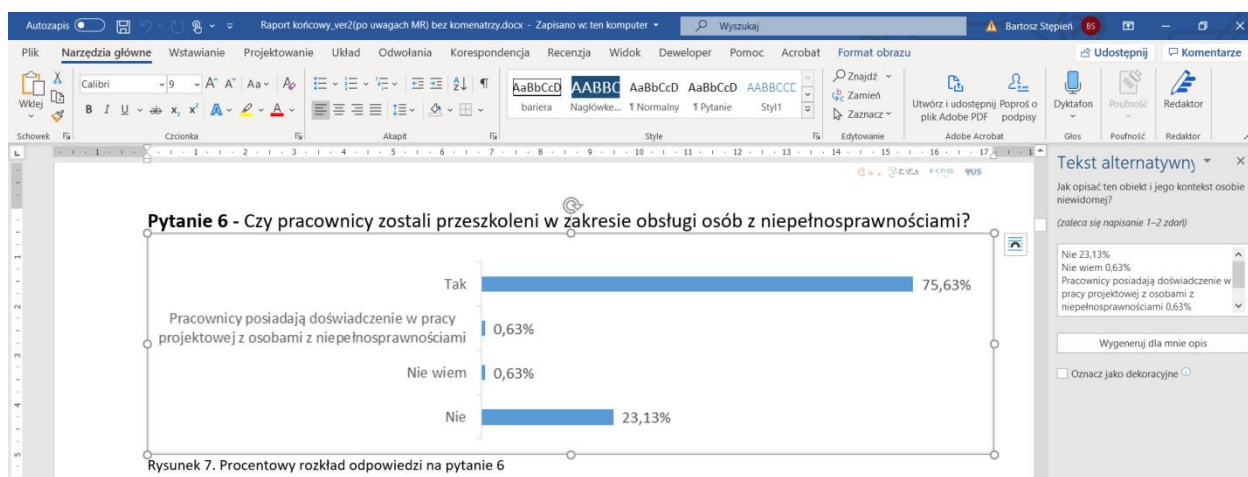 Autozapis
Raport końcowy_ver2(po uwagach MR) bez komenatrzy.docx - Zapisano w: ten komputer
Wyszukaj
Bartosz Stępień
BS
Plik Narzędzia główne Wstawianie Projektowanie Układ Odwołania Korespondencja Recenzja Widok Deweloper Pomoc Acrobat Format obrazu
Udostępnij
Komentarze
Wklej
Calibri 9
Schowek
Czcionka
Akapit
AaBbCcD AABBC AaBbCcD AaBbCcD AABBCCC
bariera Nagłówke... 1 Normalny 1 Pytanie Styl1
Style
Znajdź
Zamień
Zaznacz
Edytowanie
Utwórz i udostępnij Poproś o
plik Adobe PDF podpisy
Adobe Acrobat
Dyktafon
Głos
Poufność
Poufność
Redaktor
Redaktor
Pytanie 6 - Czy pracownicy zostali przeszkoleni w zakresie obsługi osób z niepełnosprawnościami?
Tak 75,63%
Pracownicy posiadają doświadczenie w pracy
projektowej z osobami z niepełnosprawnościami 0,63%
Nie wiem 0,63%
Nie 23,13%
Rysunek 7. Procentowy rozkład odpowiedzi na pytanie 6
Tekst alternatywny
Jak opisać ten obiekt i jego kontekst osobie
niewidomej?
(zaleca się napisanie 1–2 zdań)
Nie 23,13%
Nie wiem 0,63%
Pracownicy posiadają doświadczenie w
pracy projektowej z osobami z
niepełnosprawnościami 0,63%
Wygeneruj dla mnie opis
Oznacz jako dekoracyjne